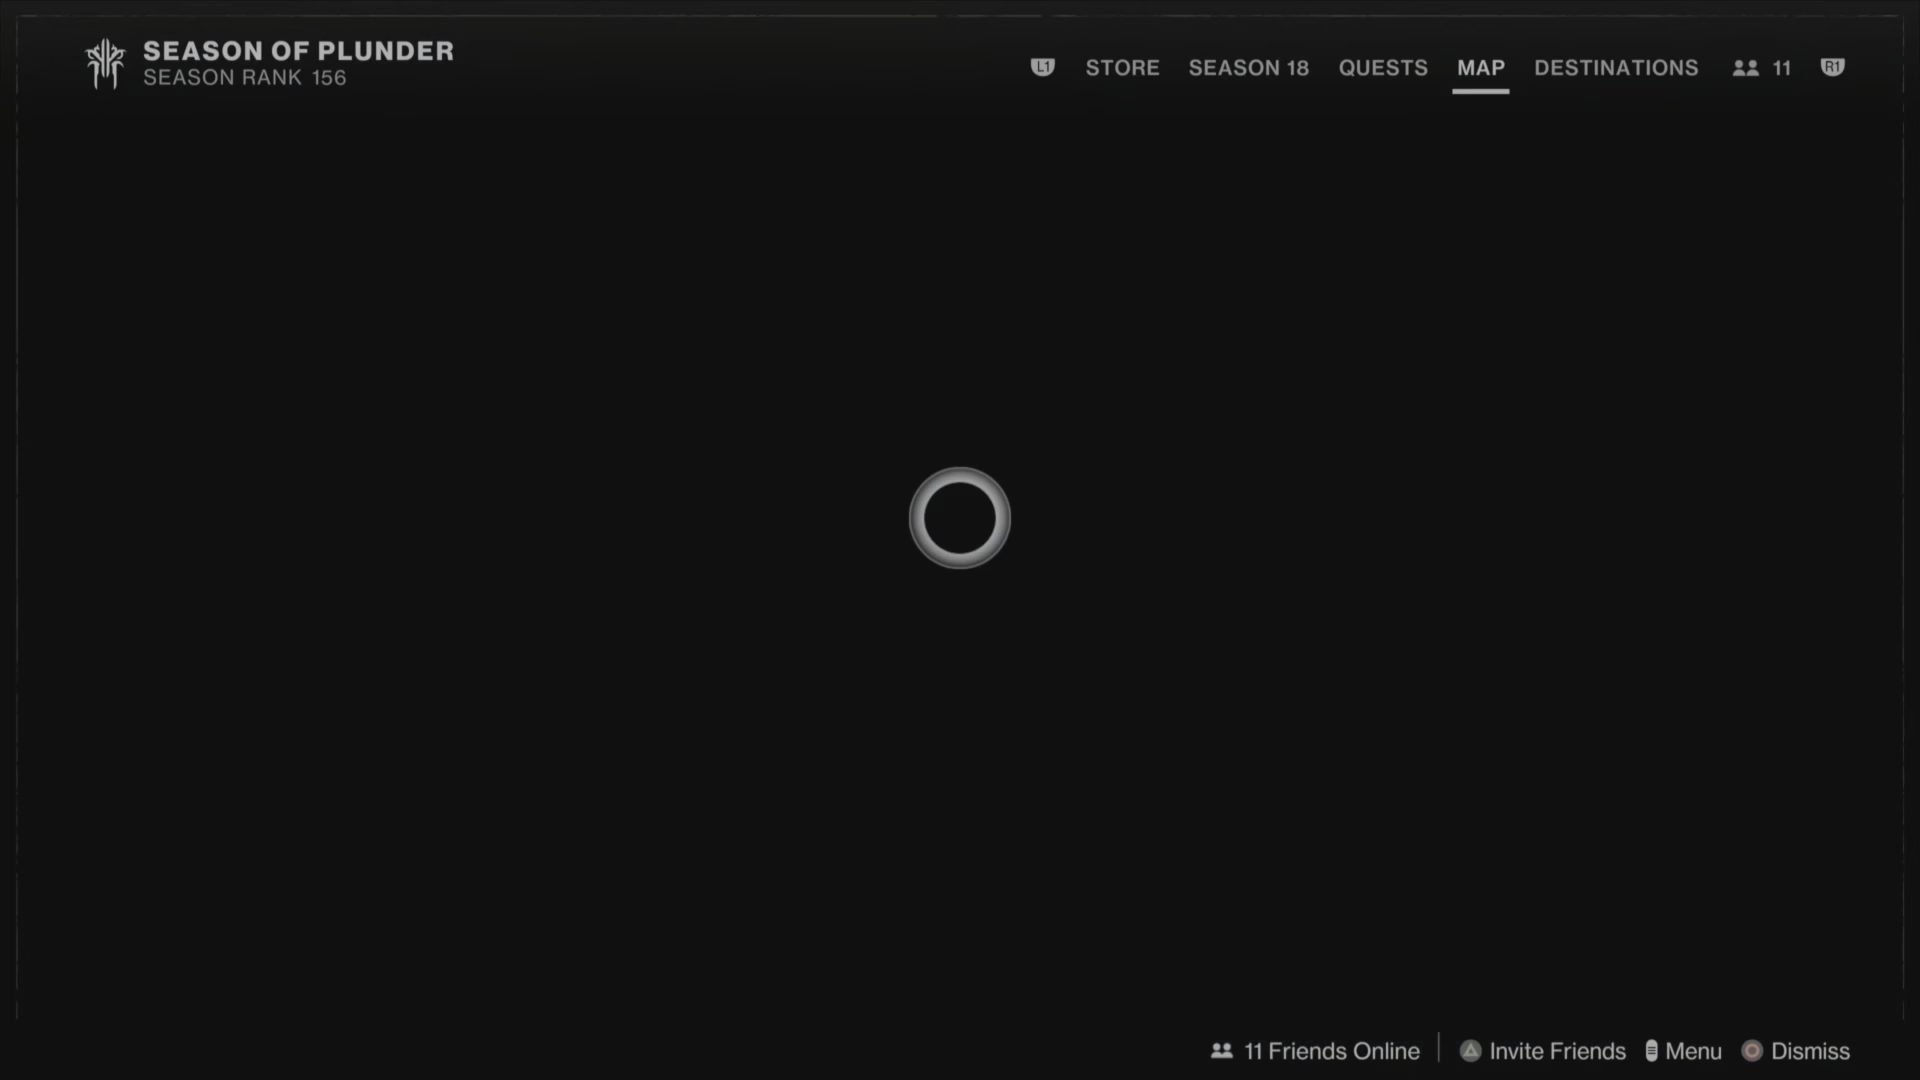 SEASON OF PLUNDER
SEASON RANK 156
L1 STORE SEASON 18 QUESTS MAP DESTINATIONS 11 R1
11 Friends Online Invite Friends Menu Dismiss